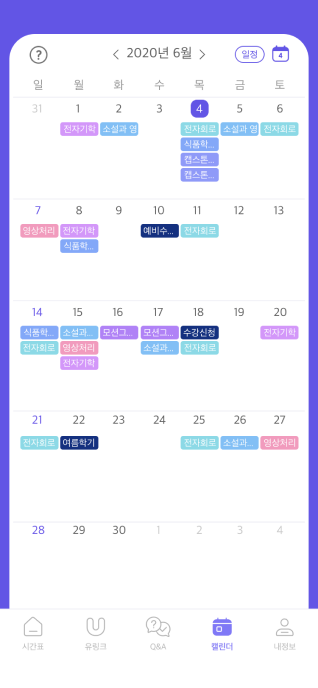 ?
2020년 6월
일정
4
일 월 화 수 목 금 토
31 1 2 3 4 5 6
전자기학 소설과 영 전자회로 소설과 영 전자회로
식품학...
캡스톤...
캡스톤...
7 8 9 10 11 12 13
영상처리 전자기학 예비수... 전자회로
식품학...
14 15 16 17 18 19 20
식품학... 소설과... 모션그... 모션그... 수강신청 전자기학
전자회로 영상처리 소설과... 전자회로
전자기학
21 22 23 24 25 26 27
전자회로 여름학기 전자회로 소설과... 영상처리
28 29 30 1 2 3 4
시간표 유링크 Q&A 캘린더 내정보